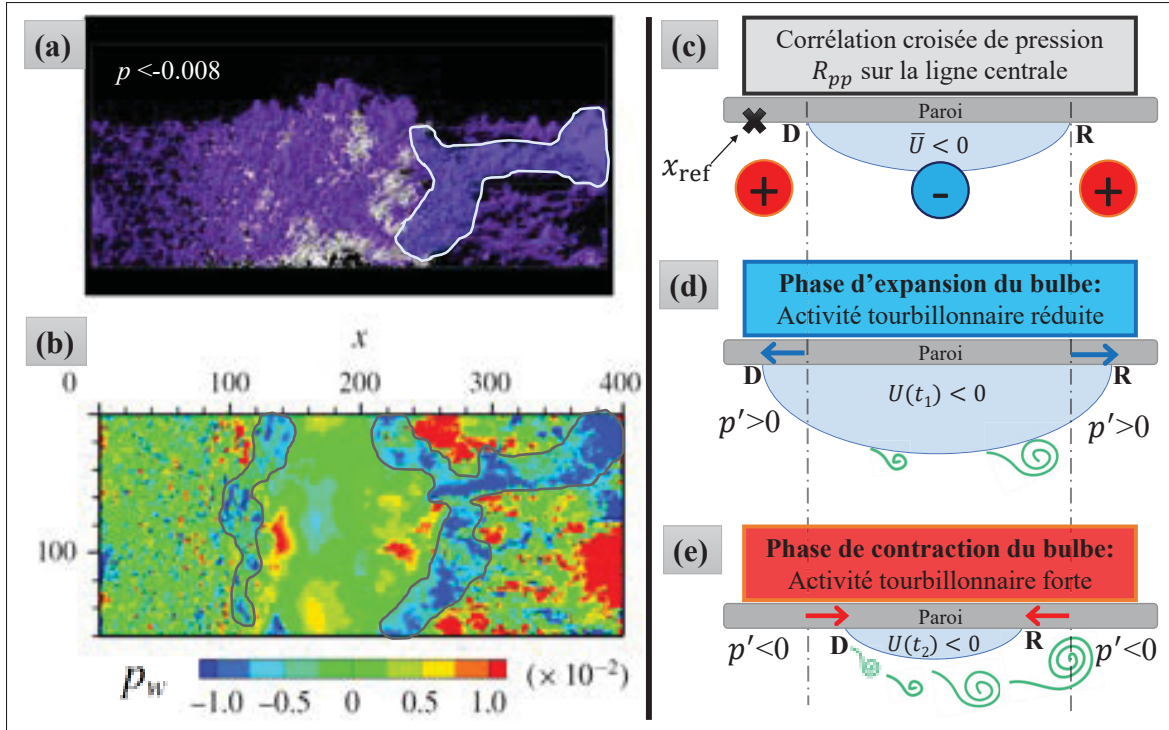 (a)
p <-0.008
(b)
x
0 100 200 300 400
100
p_w
−1.0 −0.5 0 0.5 1.0 (× 10⁻²)
(c)
Corrélation croisée de pression
R_pp sur la ligne centrale
Paroi
D R
x_ref
U̅ < 0
+ - +
(d)
Phase d’expansion du bulbe:
Activité tourbillonnaire réduite
Paroi
D R
U(t₁) < 0
p′>0 p′>0
(e)
Phase de contraction du bulbe:
Activité tourbillonnaire forte
Paroi
p′<0 D U(t₂) < 0 R p′<0